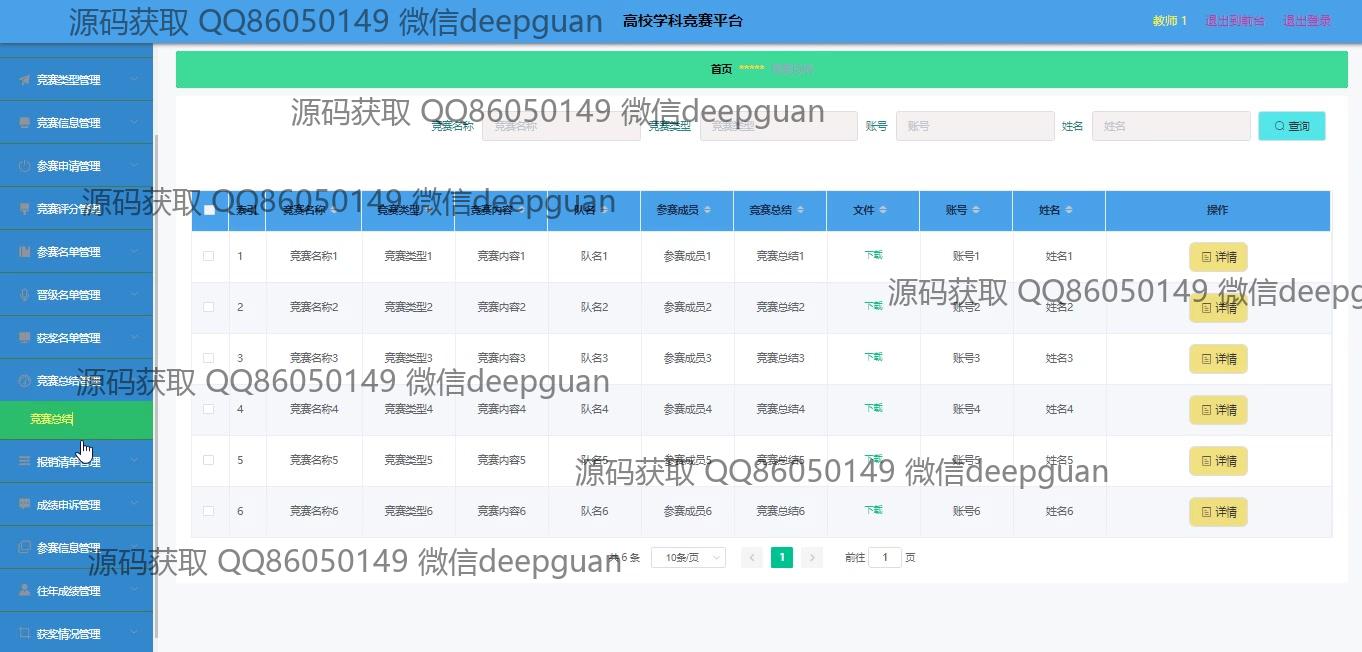 源码获取 QQ86050149 微信deepguan
高校学科竞赛平台
教师 1 退出到前台 退出登录
首页 ***** 竞赛总结
竞赛类型管理
竞赛信息管理
参赛申请管理
竞赛评分管理
参赛名单管理
晋级名单管理
获奖名单管理
竞赛总结管理
竞赛总结
报销清单管理
成绩申诉管理
参赛信息管理
往年成绩管理
获奖情况管理
源码获取 QQ86050149 微信deepguan
竞赛名称 竞赛名称 竞赛类型 竞赛类型 账号 账号 姓名 姓名 查询
源码获取 QQ86050149 微信deepguan
索引 竞赛名称 竞赛类型 竞赛内容 队名 参赛成员 竞赛总结 文件 账号 姓名 操作
1 竞赛名称1 竞赛类型1 竞赛内容1 队名1 参赛成员1 竞赛总结1 下载 账号1 姓名1 详情
源码获取 QQ86050149 微信deepg
2 竞赛名称2 竞赛类型2 竞赛内容2 队名2 参赛成员2 竞赛总结2 下载 账号2 姓名2 详情
3 竞赛名称3 竞赛类型3 竞赛内容3 队名3 参赛成员3 竞赛总结3 下载 账号3 姓名3 详情
源码获取 QQ86050149 微信deepguan
4 竞赛名称4 竞赛类型4 竞赛内容4 队名4 参赛成员4 竞赛总结4 下载 账号4 姓名4 详情
5 竞赛名称5 竞赛类型5 竞赛内容5 队名5 参赛成员5 竞赛总结5 下载 账号5 姓名5 详情
源码获取 QQ86050149 微信deepguan
6 竞赛名称6 竞赛类型6 竞赛内容6 队名6 参赛成员6 竞赛总结6 下载 账号6 姓名6 详情
共 6 条 10条/页 1 前往 1 页
源码获取 QQ86050149 微信deepguan